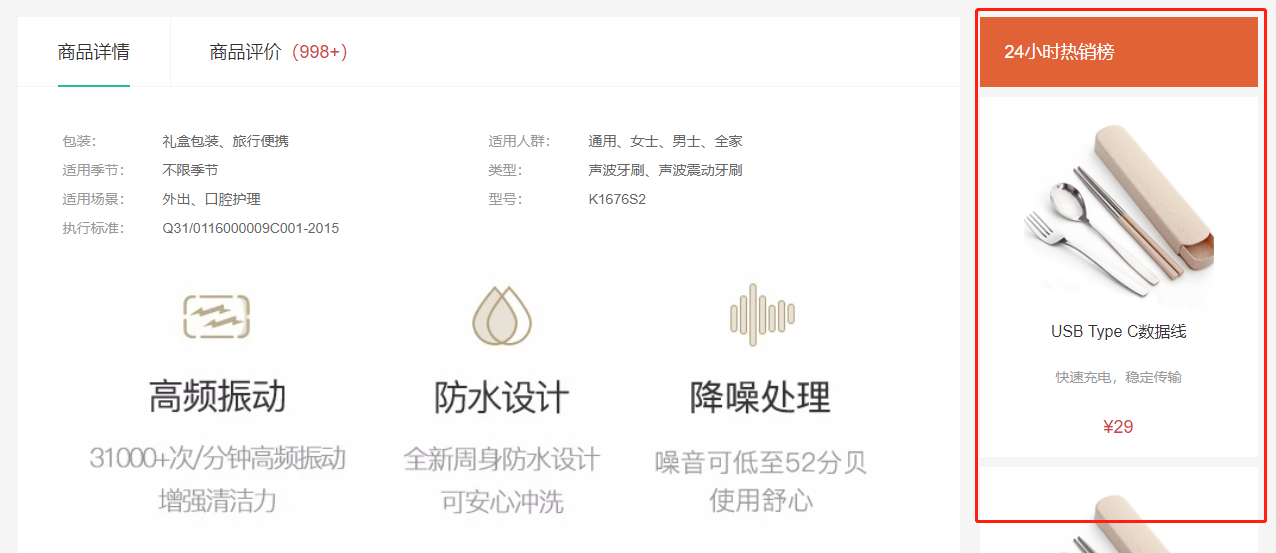 商品详情
商品评价（998+）
包装：
礼盒包装、旅行便携
适用人群：
通用、女士、男士、全家
适用季节：
不限季节
类型：
声波牙刷、声波震动牙刷
适用场景：
外出、口腔护理
型号：
K1676S2
执行标准：
Q31/0116000009C001-2015
高频振动
31000+次/分钟高频振动
增强清洁力
防水设计
全新周身防水设计
可安心冲洗
降噪处理
噪音可低至52分贝
使用舒心
24小时热销榜
USB Type C数据线
快速充电，稳定传输
¥29